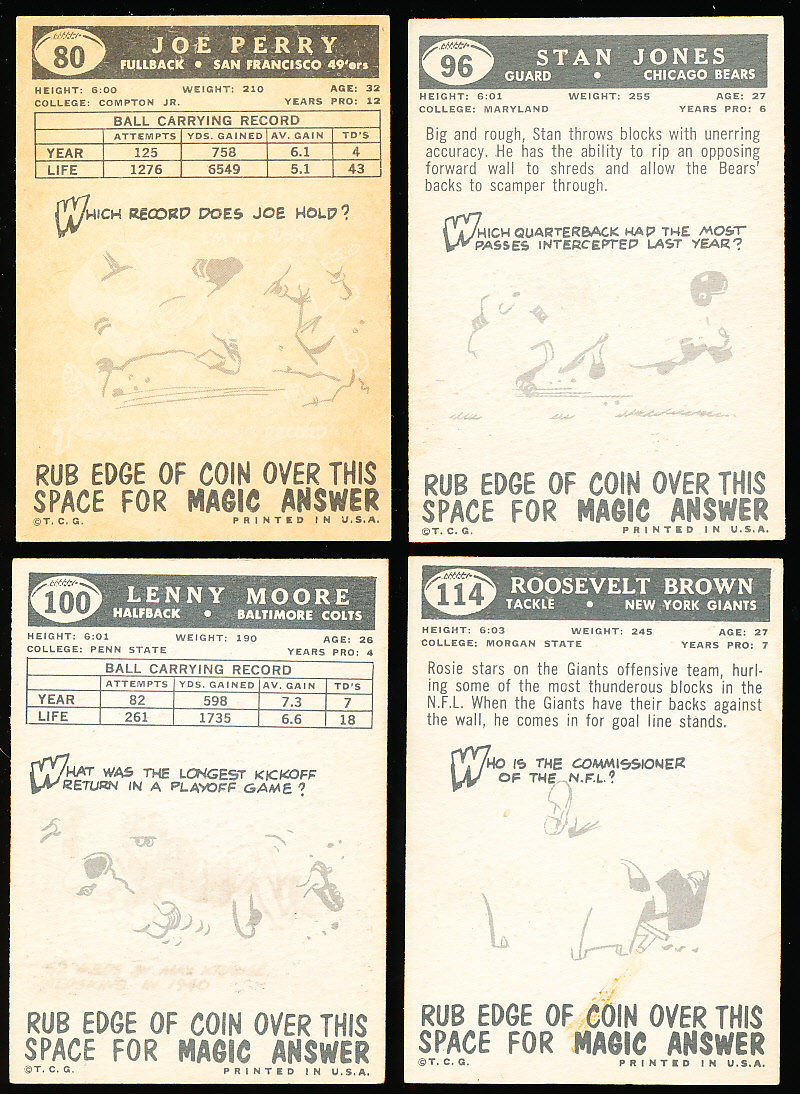 80
JOE PERRY
FULLBACK • SAN FRANCISCO 49'ers
HEIGHT: 6:00 WEIGHT: 210 AGE: 32
COLLEGE: COMPTON JR. YEARS PRO: 12
BALL CARRYING RECORD
ATTEMPTS YDS. GAINED AV. GAIN TD'S
YEAR 125 758 6.1 4
LIFE 1276 6549 5.1 43
WHICH RECORD DOES JOE HOLD?
RUB EDGE OF COIN OVER THIS
SPACE FOR MAGIC ANSWER
©T.C.G. PRINTED IN U.S.A.
96
STAN JONES
GUARD • CHICAGO BEARS
HEIGHT: 6:01 WEIGHT: 255 AGE: 27
COLLEGE: MARYLAND YEARS PRO: 6
Big and rough, Stan throws blocks with unerring
accuracy. He has the ability to rip an opposing
forward wall to shreds and allow the Bears'
backs to scamper through.
WHICH QUARTERBACK HAD THE MOST
PASSES INTERCEPTED LAST YEAR?
RUB EDGE OF COIN OVER THIS
SPACE FOR MAGIC ANSWER
©T.C.G. PRINTED IN U.S.A.
100
LENNY MOORE
HALFBACK • BALTIMORE COLTS
HEIGHT: 6:01 WEIGHT: 190 AGE: 26
COLLEGE: PENN STATE YEARS PRO: 4
BALL CARRYING RECORD
ATTEMPTS YDS. GAINED AV. GAIN TD'S
YEAR 82 598 7.3 7
LIFE 261 1735 6.6 18
WHAT WAS THE LONGEST KICKOFF
RETURN IN A PLAYOFF GAME?
IN 1940
RUB EDGE OF COIN OVER THIS
SPACE FOR MAGIC ANSWER
©T.C.G. PRINTED IN U.S.A.
114
ROOSEVELT BROWN
TACKLE • NEW YORK GIANTS
HEIGHT: 6:03 WEIGHT: 245 AGE: 27
COLLEGE: MORGAN STATE YEARS PRO: 7
Rosie stars on the Giants offensive team, hurl-
ing some of the most thunderous blocks in the
N.F.L. When the Giants have their backs against
the wall, he comes in for goal line stands.
WHO IS THE COMMISSIONER
OF THE N.F.L.?
RUB EDGE OF COIN OVER THIS
SPACE FOR MAGIC ANSWER
©T.C.G. PRINTED IN U.S.A.